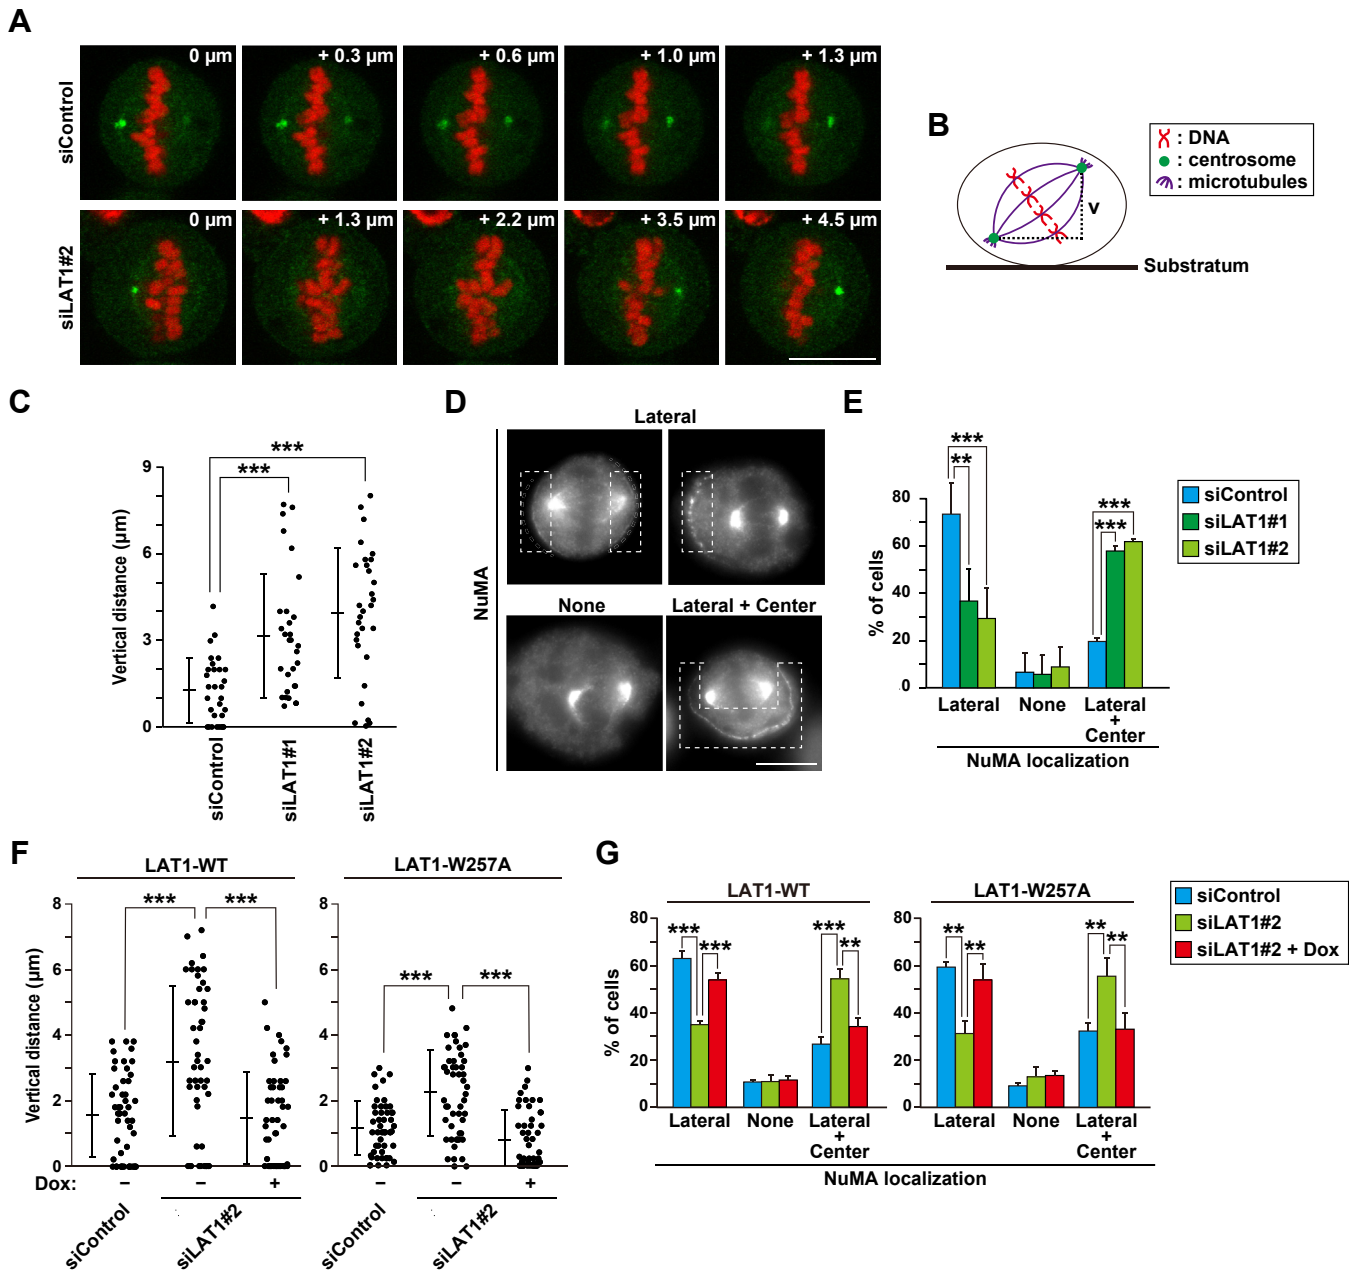 A
siControl
0 μm
+ 0.3 μm
+ 0.6 μm
+ 1.0 μm
+ 1.3 μm
siLAT1#2
0 μm
+ 1.3 μm
+ 2.2 μm
+ 3.5 μm
+ 4.5 μm
B
v
Substratum
: DNA
: centrosome
: microtubules
C
Vertical distance (μm)
9
6
3
0
***
***
siControl
siLAT1#1
siLAT1#2
D
NuMA
Lateral
None
Lateral + Center
E
% of cells
80
60
40
20
0
***
**
***
***
Lateral
None
Lateral
+
Center
NuMA localization
siControl
siLAT1#1
siLAT1#2
F
LAT1-WT
LAT1-W257A
Vertical distance (μm)
8
6
4
2
0
*** ***
8
6
4
2
0
*** ***
Dox: − − + − − +
siControl
siLAT1#2
siControl
siLAT1#2
G
LAT1-WT
LAT1-W257A
% of cells
80
60
40
20
0
*** *** *** **
Lateral
None
Lateral
+
Center
80
60
40
20
0
** ** ** **
Lateral
None
Lateral
+
Center
NuMA localization
siControl
siLAT1#2
siLAT1#2 + Dox